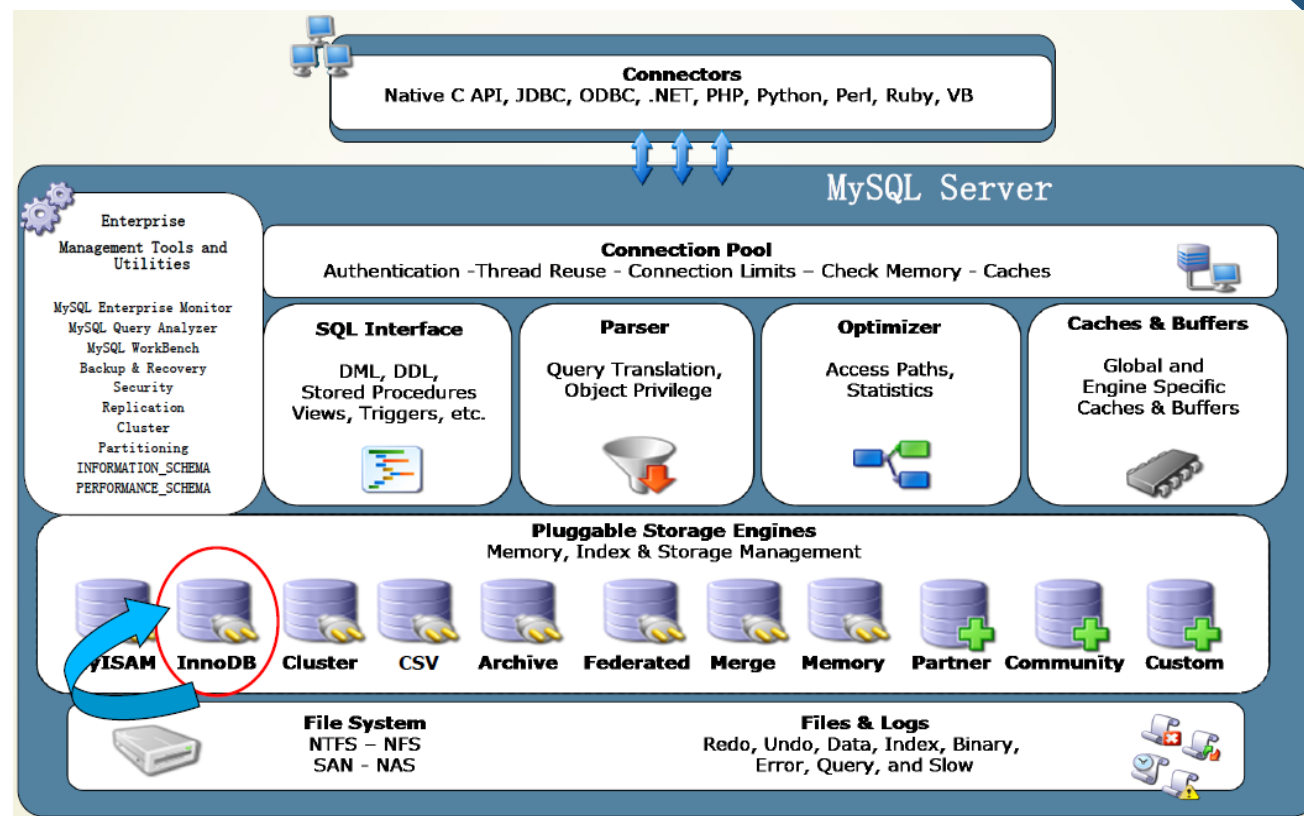 Connectors
Native C API, JDBC, ODBC, .NET, PHP, Python, Perl, Ruby, VB
MySQL Server
Enterprise
Management Tools and
Utilities
MySQL Enterprise Monitor
MySQL Query Analyzer
MySQL WorkBench
Backup & Recovery
Security
Replication
Cluster
Partitioning
INFORMATION_SCHEMA
PERFORMANCE_SCHEMA
Connection Pool
Authentication -Thread Reuse - Connection Limits – Check Memory - Caches
SQL Interface
DML, DDL,
Stored Procedures
Views, Triggers, etc.
Parser
Query Translation,
Object Privilege
Optimizer
Access Paths,
Statistics
Caches & Buffers
Global and
Engine Specific
Caches & Buffers
Pluggable Storage Engines
Memory, Index & Storage Management
yISAM InnoDB Cluster CSV Archive Federated Merge Memory Partner Community Custom
File System
NTFS – NFS
SAN - NAS
Files & Logs
Redo, Undo, Data, Index, Binary,
Error, Query, and Slow